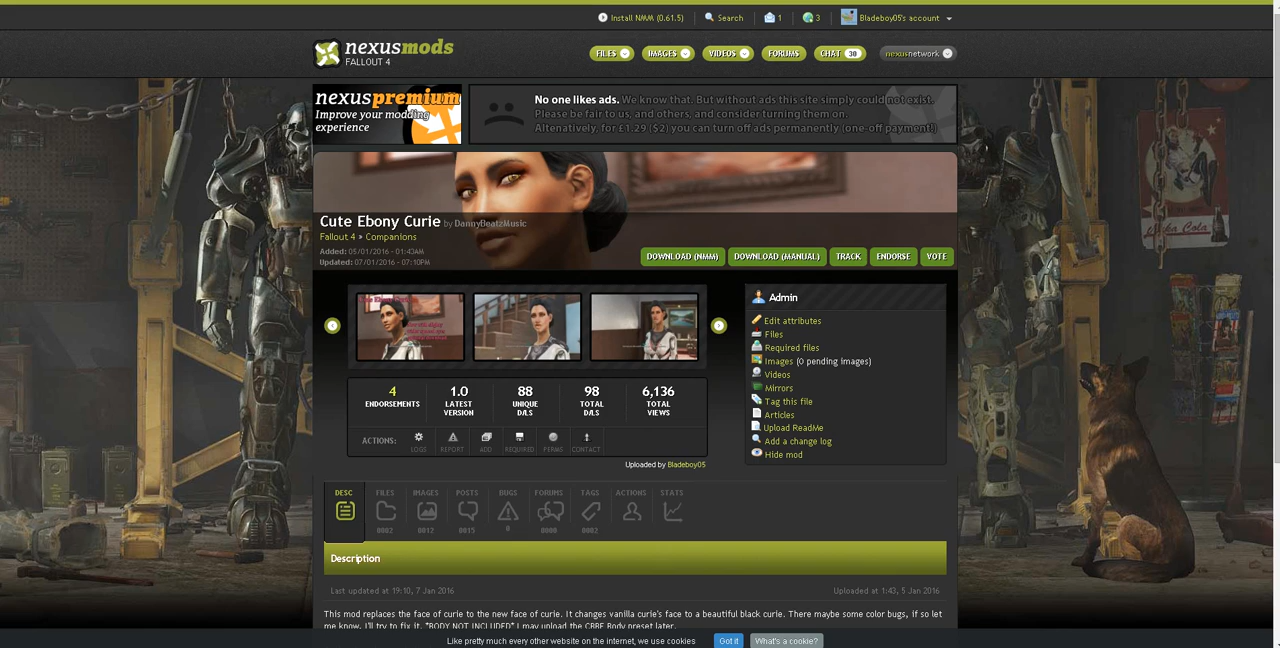 Install NMM (0.61.5)
Search
1
3
Bladeboy05's account
nexusmods
FALLOUT 4
FILES
IMAGES
VIDEOS
FORUMS
CHAT 30
nexusnetwork
nexuspremium
Improve your modding
experience
No one likes ads. We know that. But without ads this site simply could not exist.
Please be fair to us, and others, and consider turning them on.
Altenatively, for £1.29 ($2) you can turn off ads permanently (one-off payment!)
Cute Ebony Curie by DannyBeatzMusic
Fallout 4 » Companions
Added: 05/01/2016 - 01:43AM
Updated: 07/01/2016 - 07:10PM
DOWNLOAD (NMM)
DOWNLOAD (MANUAL)
TRACK
ENDORSE
VOTE
Admin
Edit attributes
Files
Required files
Images (0 pending images)
Videos
Mirrors
Tag this file
Articles
Upload ReadMe
Add a change log
Hide mod
4 1.0 88 98 6,136
ENDORSEMENTS LATEST UNIQUE TOTAL TOTAL
VERSION D/LS D/LS VIEWS
ACTIONS:
LOGS REPORT ADD REQUIRED PERMS CONTACT
Uploaded by Bladeboy05
DESC FILES IMAGES POSTS BUGS FORUMS TAGS ACTIONS STATS
0002 0012 0015 0 0000 0002
Description
Last updated at 19:10, 7 Jan 2016
Uploaded at 1:43, 5 Jan 2016
This mod replaces the face of curie to the new face of curie. It changes vanilla curie's face to a beautiful black curie. There maybe some color bugs, if so let
me know, I'll try to fix it. *BODY NOT INCLUDED* I may upload the CBBE Body preset later.
Like pretty much every other website on the internet, we use cookies
Got it
What's a cookie?